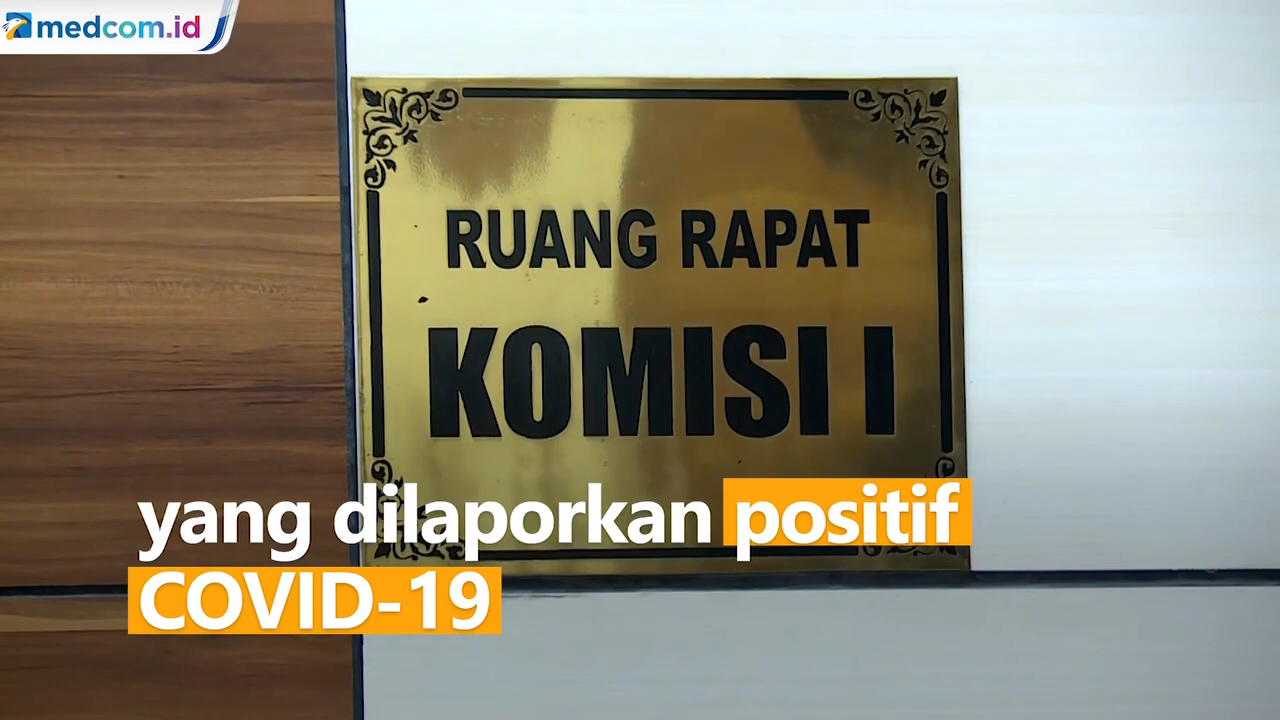 medcom.id
RUANG RAPAT
KOMISI I
yang dilaporkan positif
COVID-19